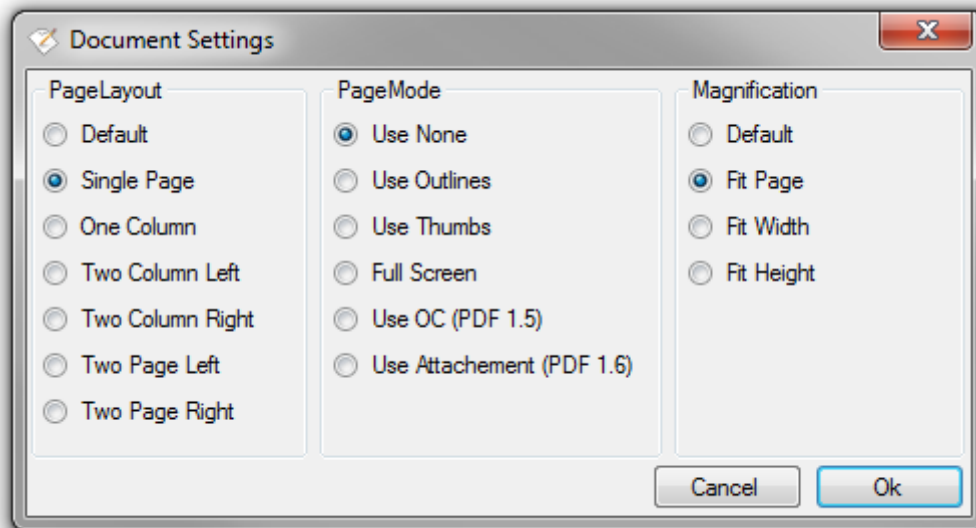 Document Settings
PageLayout
Default
Single Page
One Column
Two Column Left
Two Column Right
Two Page Left
Two Page Right
PageMode
Use None
Use Outlines
Use Thumbs
Full Screen
Use OC (PDF 1.5)
Use Attachement (PDF 1.6)
Magnification
Default
Fit Page
Fit Width
Fit Height
Cancel
Ok